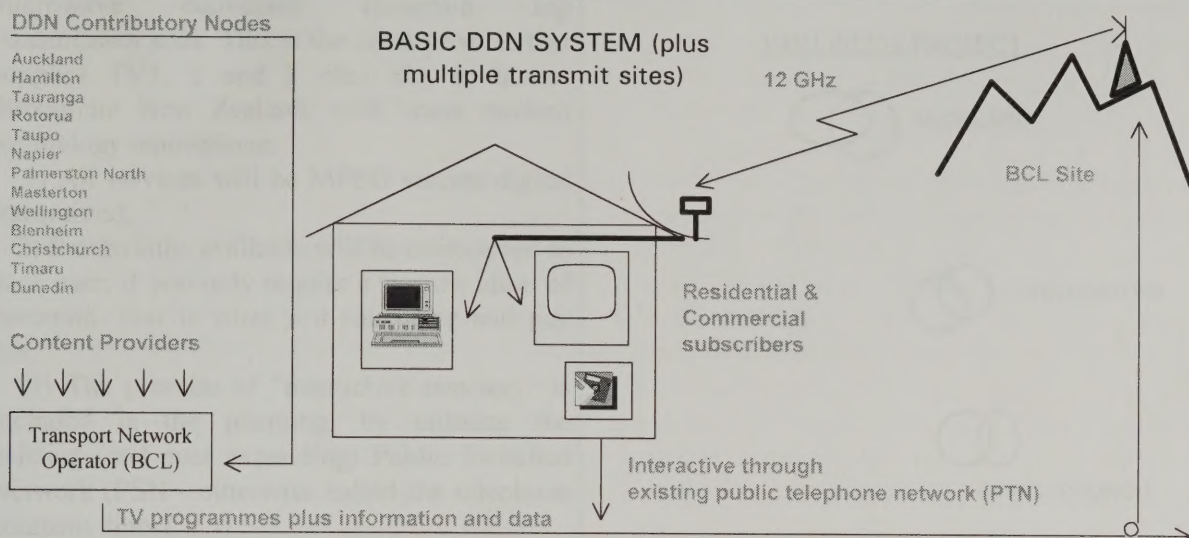 DDN Contributory Nodes
Auckland
Hamilton
Tauranga
Rotorua
Taupo
Napier
Palmerston North
Masterton
Wellington
Blenheim
Christchurch
Timaru
Dunedin
Content Providers
Transport Network
Operator (BCL)
BASIC DDN SYSTEM (plus
multiple transmit sites)
12 GHz
BCL Site
Residential &
Commercial
subscribers
Interactive through
existing public telephone network (PTN)
TV programmes plus information and data